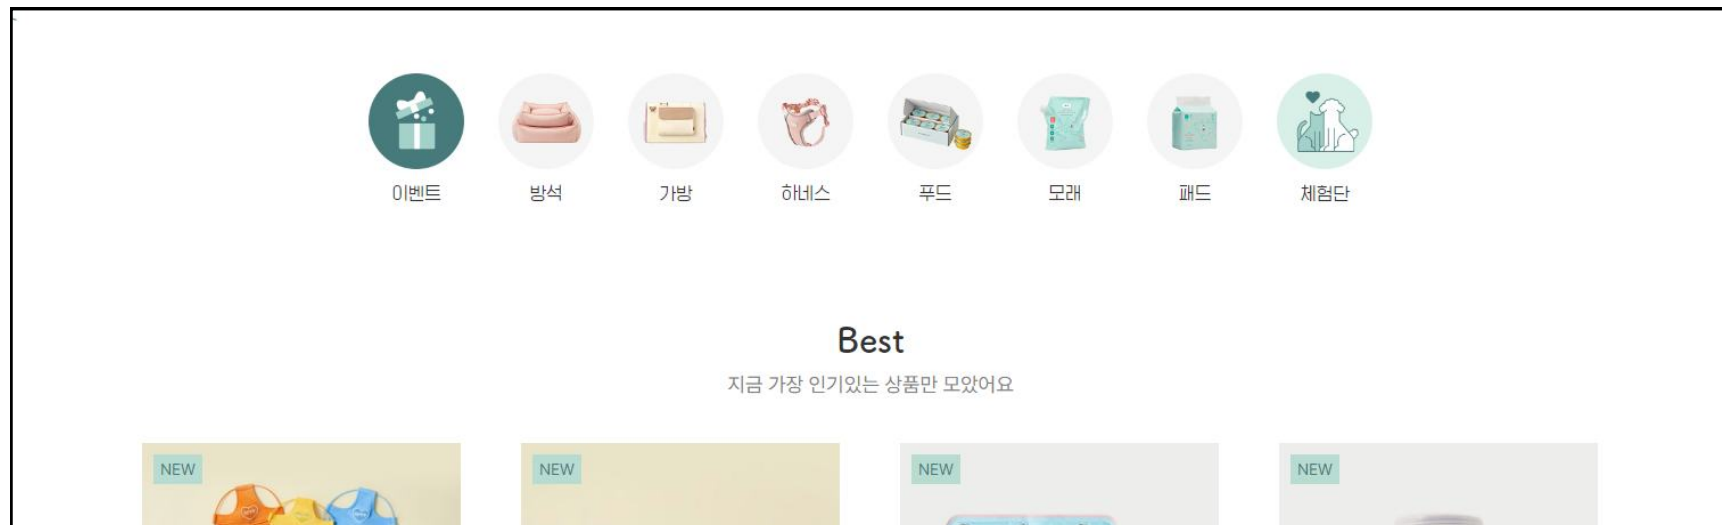 이벤트
방석
가방
하네스
푸드
모래
패드
체험단
Best
지금 가장 인기있는 상품만 모았어요
NEW
NEW
NEW
NEW